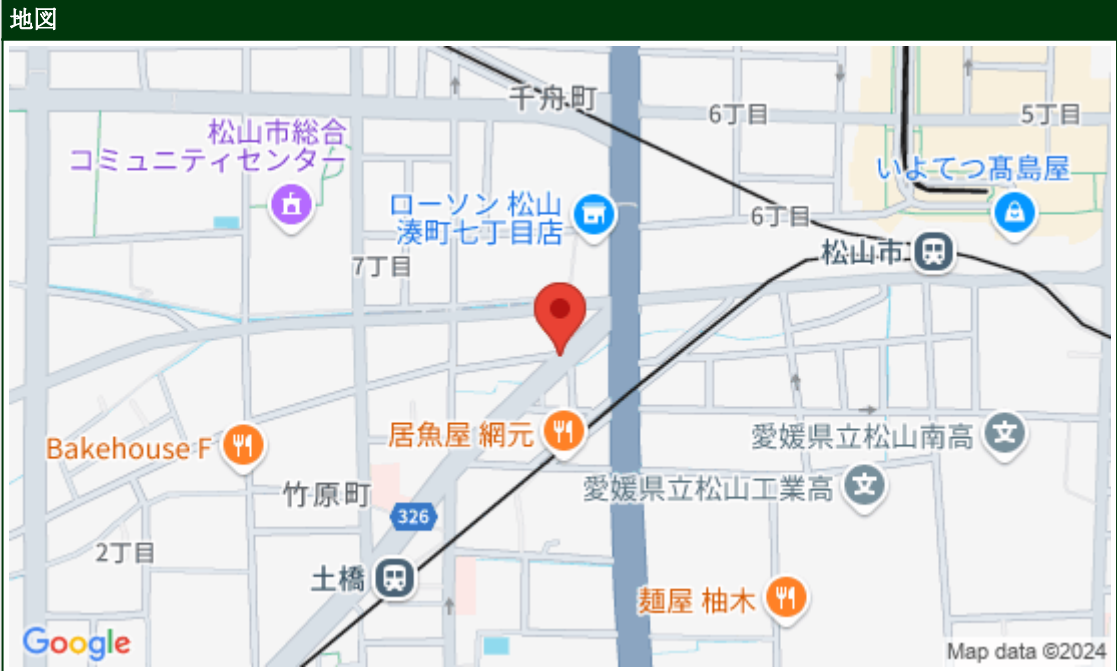 地図
千舟町
6丁目
5丁目
松山市総合
コミュニティセンター
いよてつ髙島屋
ローソン 松山
湊町七丁目店
6丁目
松山市
7丁目
居魚屋 網元
愛媛県立松山南高
Bakehouse F
愛媛県立松山工業高
竹原町
326
2丁目
土橋
麺屋 柚木
Google
Map data ©2024